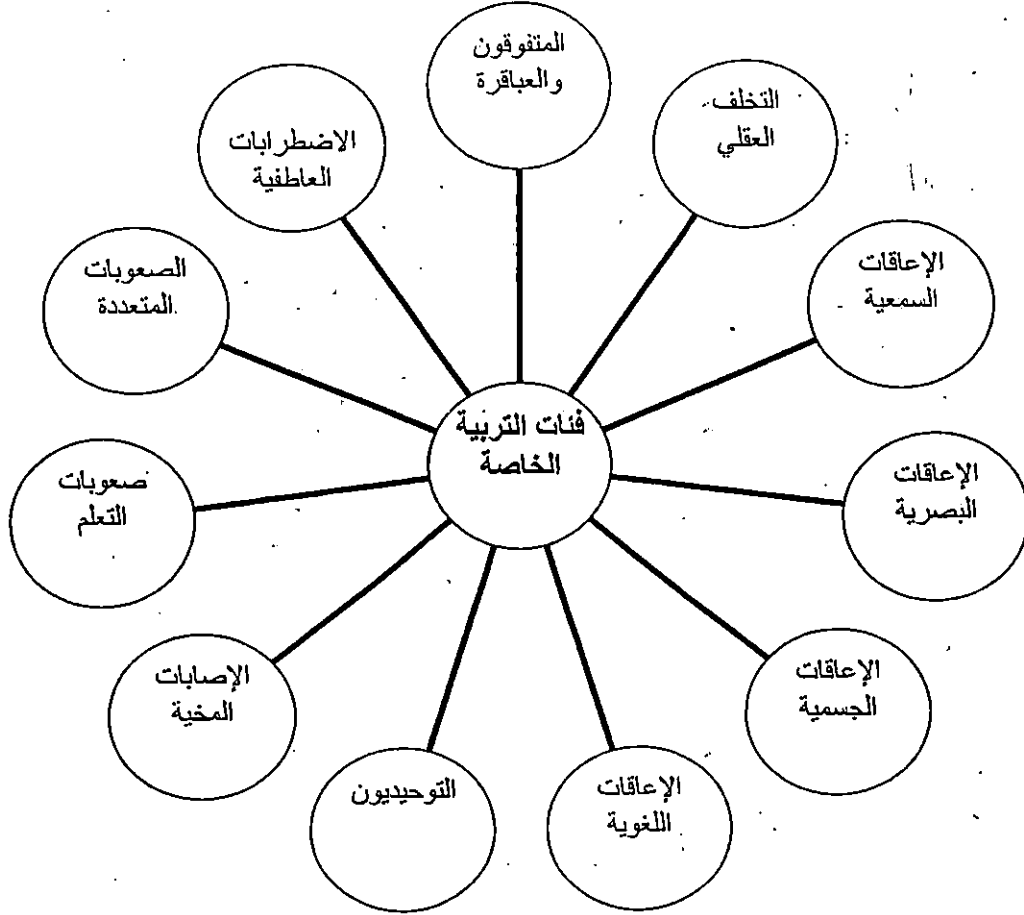 المتفوقون
والعباقرة
التخلف
العقلي
الإعاقات
السمعية
الإعاقات
البصرية
الإعاقات
الجسمية
الإعاقات
اللغوية
التوحيديون
الإصابات
المخية
صعوبات
التعلم
الصعوبات
المتعددة
الاضطرابات
العاطفية
فئات التربية
الخاصة